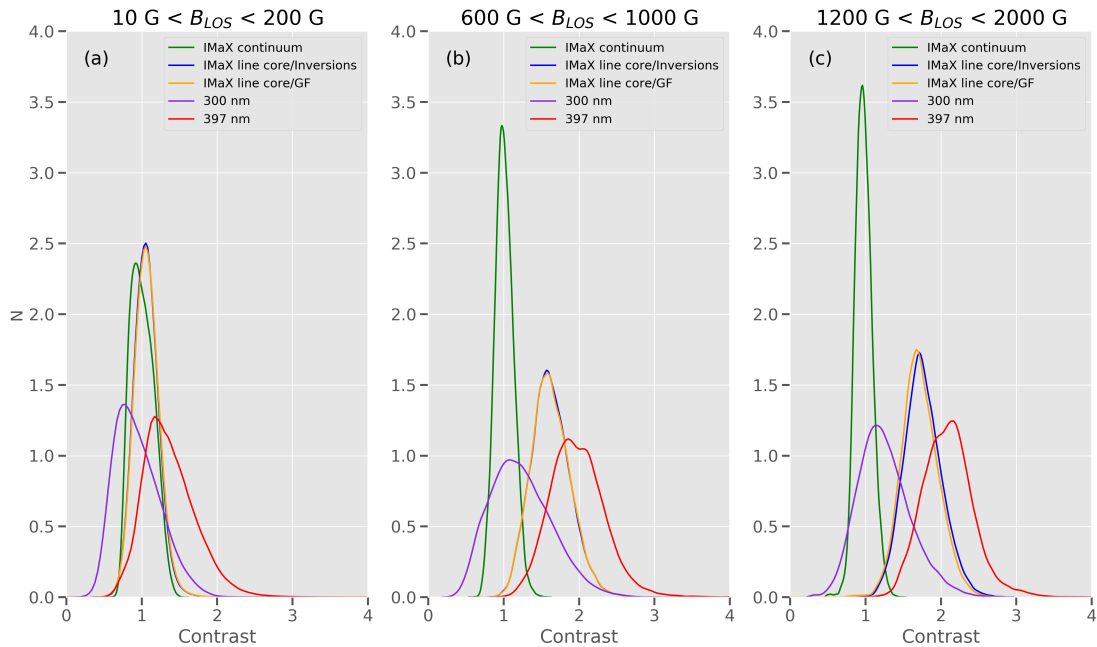 10 G < B_LOS < 200 G
4.0
3.5
3.0
2.5
2.0
1.5
1.0
0.5
0.0
N
(a)
IMaX continuum
IMaX line core/Inversions
IMaX line core/GF
300 nm
397 nm
0 1 2 3 4
Contrast
600 G < B_LOS < 1000 G
4.0
3.5
3.0
2.5
2.0
1.5
1.0
0.5
0.0
(b)
IMaX continuum
IMaX line core/Inversions
IMaX line core/GF
300 nm
397 nm
0 1 2 3 4
Contrast
1200 G < B_LOS < 2000 G
4.0
3.5
3.0
2.5
2.0
1.5
1.0
0.5
0.0
(c)
IMaX continuum
IMaX line core/Inversions
IMaX line core/GF
300 nm
397 nm
0 1 2 3 4
Contrast